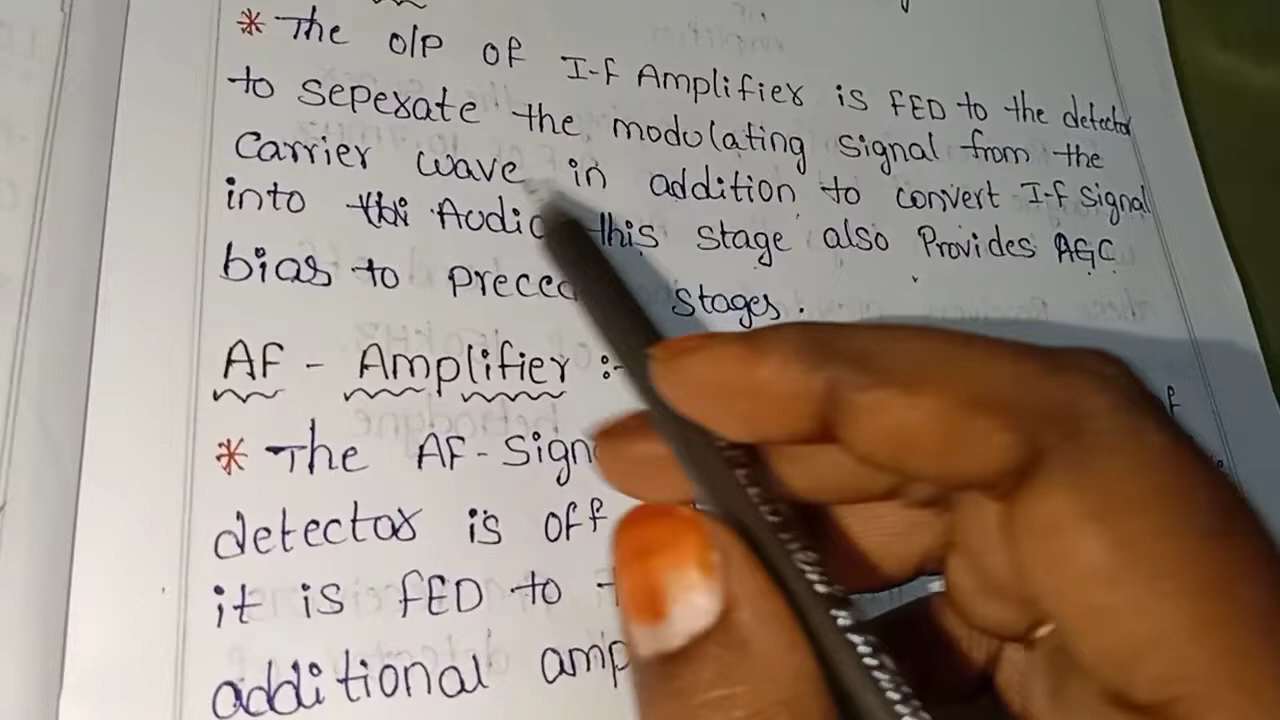 * The O/P OF I-F Amplifier is FED to the detector
to seperate the modulating signal from the
Carrier wave in addition to convert I-F signal
into Audio this stage also Provides AGC
bias to stages.
AF - Amplifier :-
* The AF-
detector is off
it is FED to
additional